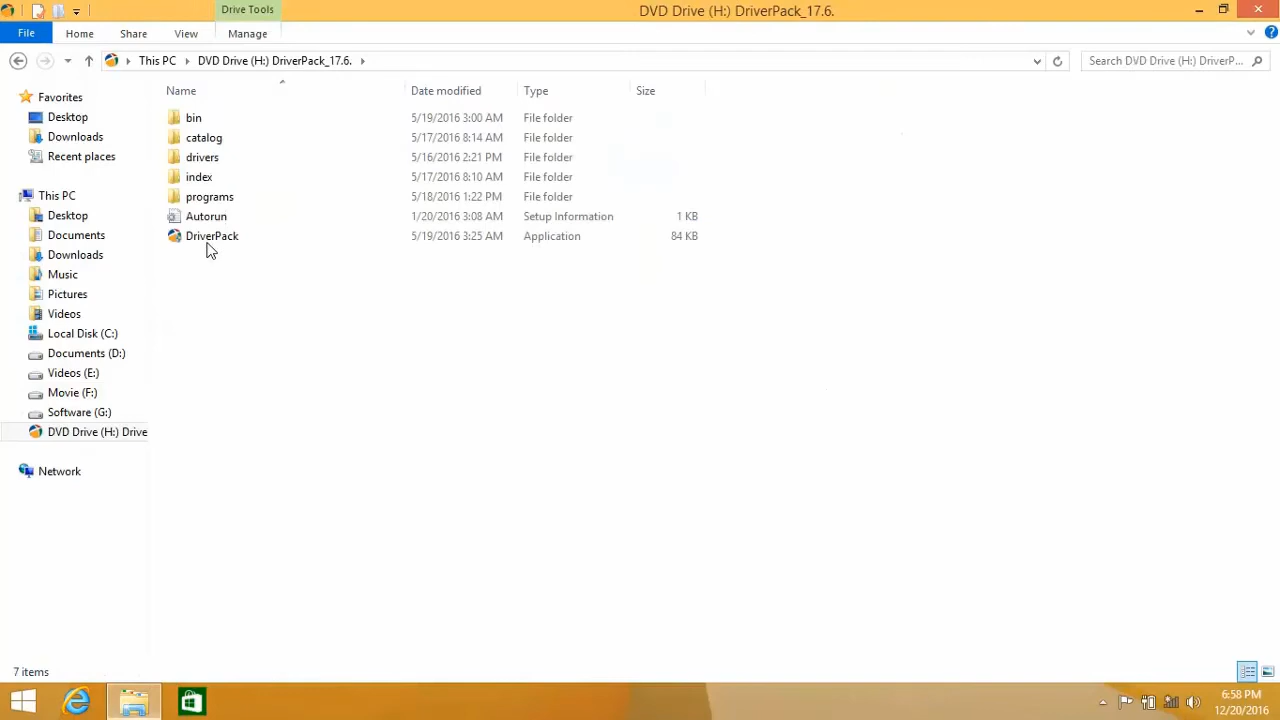 Drive Tools
DVD Drive (H:) DriverPack_17.6.
File Home Share View Manage
This PC DVD Drive (H:) DriverPack_17.6. Search DVD Drive (H:) DriverP...
Name Date modified Type Size
Favorites
Desktop
Downloads
Recent places
This PC
Desktop
Documents
Downloads
Music
Pictures
Videos
Local Disk (C:)
Documents (D:)
Videos (E:)
Movie (F:)
Software (G:)
DVD Drive (H:) Drive
Network
bin 5/19/2016 3:00 AM File folder
catalog 5/17/2016 8:14 AM File folder
drivers 5/16/2016 2:21 PM File folder
index 5/17/2016 8:10 AM File folder
programs 5/18/2016 1:22 PM File folder
Autorun 1/20/2016 3:08 AM Setup Information 1 KB
DriverPack 5/19/2016 3:25 AM Application 84 KB
7 items
6:58 PM
12/20/2016